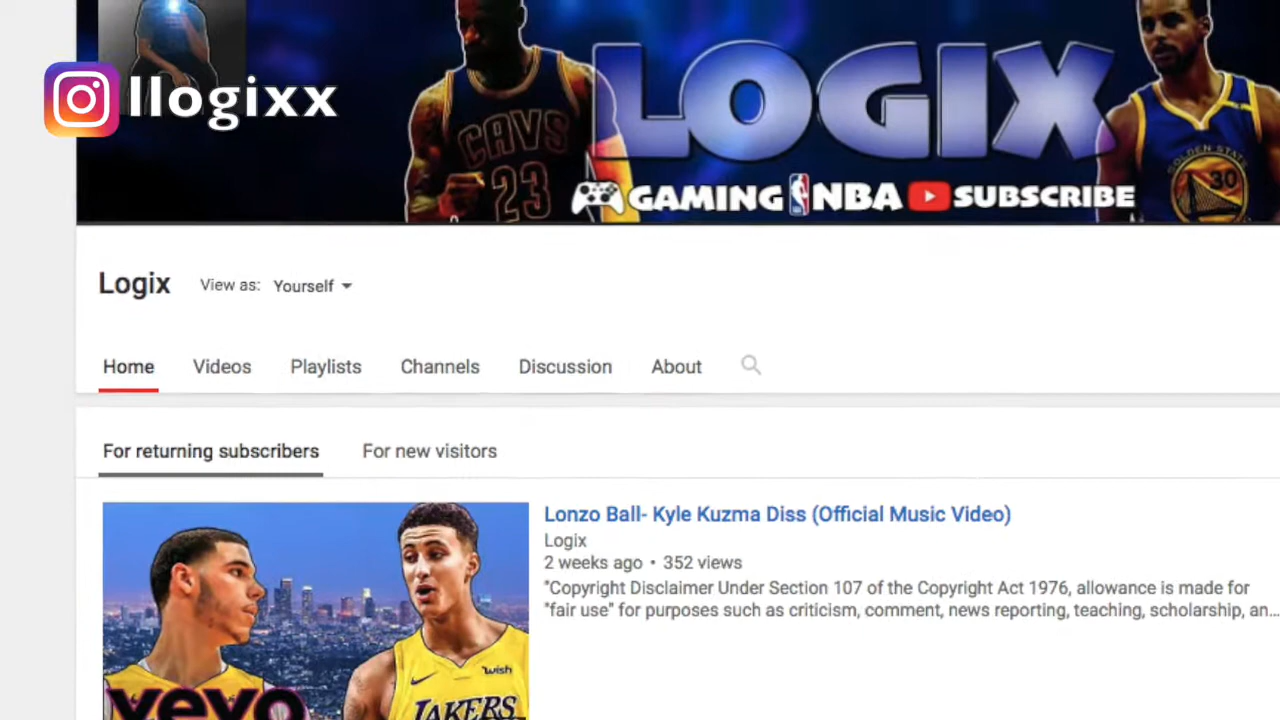 llogixx
LOGIX
CAVS
23
GOLDEN STATE
30
GAMING NBA SUBSCRIBE
Logix View as: Yourself
Home Videos Playlists Channels Discussion About
For returning subscribers For new visitors
Lonzo Ball- Kyle Kuzma Diss (Official Music Video)
Logix
2 weeks ago • 352 views
"Copyright Disclaimer Under Section 107 of the Copyright Act 1976, allowance is made for
"fair use" for purposes such as criticism, comment, news reporting, teaching, scholarship, an...
wish
LAKERS
vevo